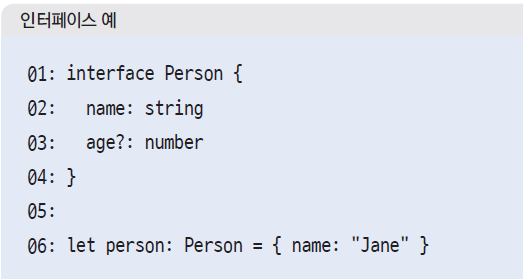 인터페이스 예
01: interface Person {
02:   name: string
03:   age?: number
04: }
05:
06: let person: Person = { name: "Jane" }